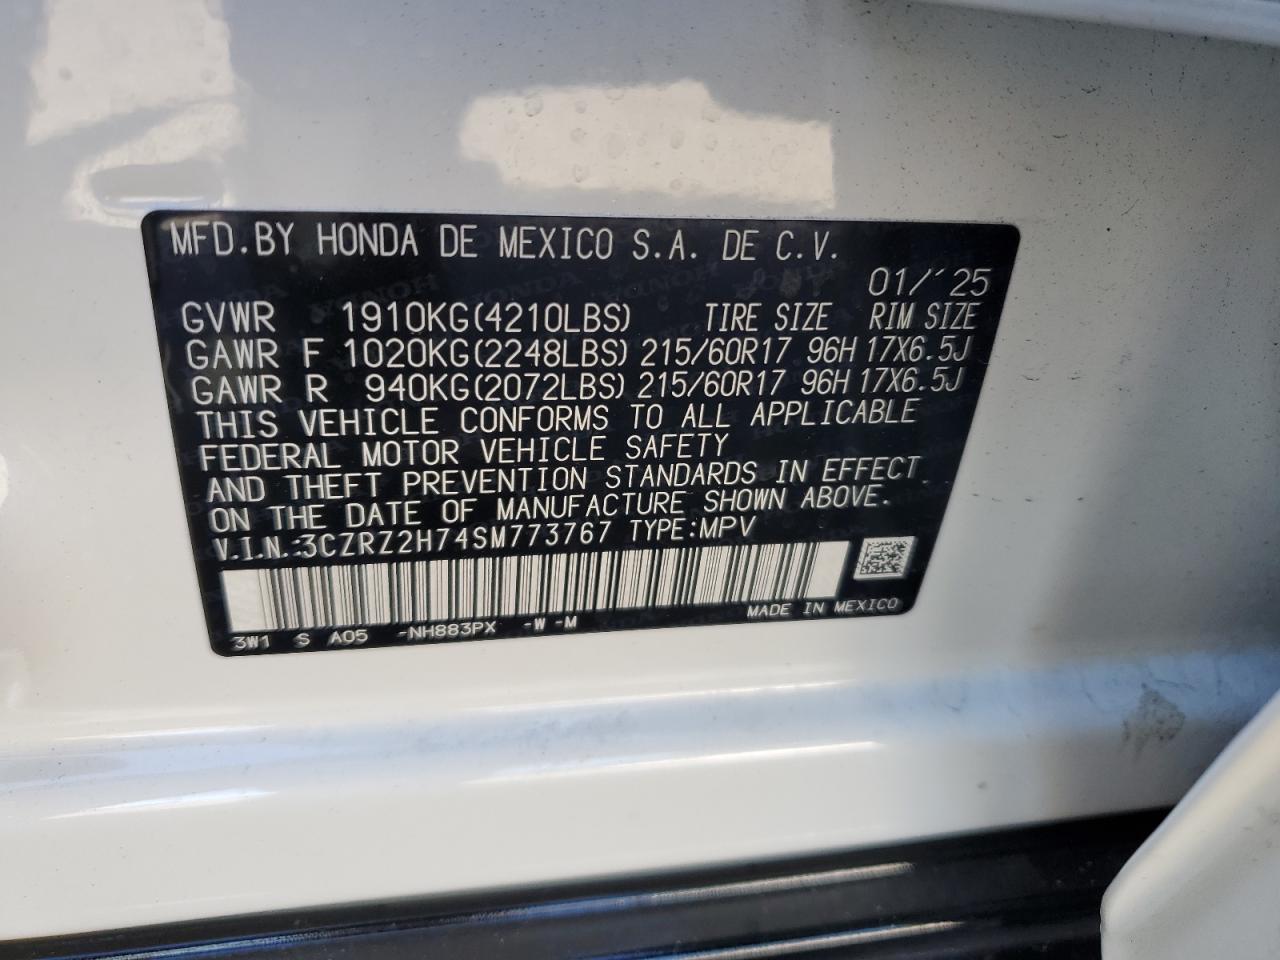 MFD.BY HONDA DE MEXICO S.A. DE C.V.
01/'25
GVWR 1910KG(4210LBS) TIRE SIZE RIM SIZE
GAWR F 1020KG(2248LBS) 215/60R17 96H 17X6.5J
GAWR R 940KG(2072LBS) 215/60R17 96H 17X6.5J
THIS VEHICLE CONFORMS TO ALL APPLICABLE
FEDERAL MOTOR VEHICLE SAFETY
AND THEFT PREVENTION STANDARDS IN EFFECT
ON THE DATE OF MANUFACTURE SHOWN ABOVE.
V.I.N.:3CZRZ2H74SM773767 TYPE:MPV
MADE IN MEXICO
3W1 S A05 -NH883PX -W -M